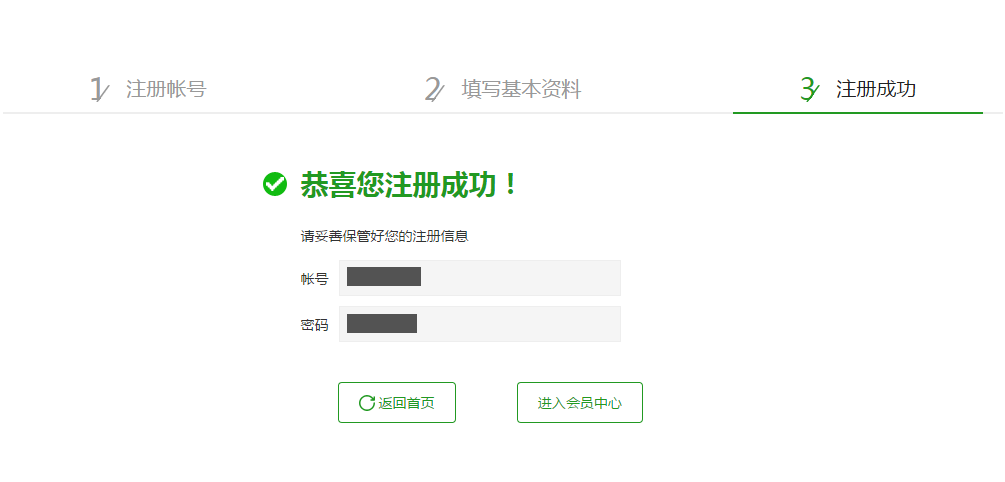 1 注册帐号
2 填写基本资料
3 注册成功
恭喜您注册成功！
请妥善保管好您的注册信息
帐号
密码
返回首页
进入会员中心